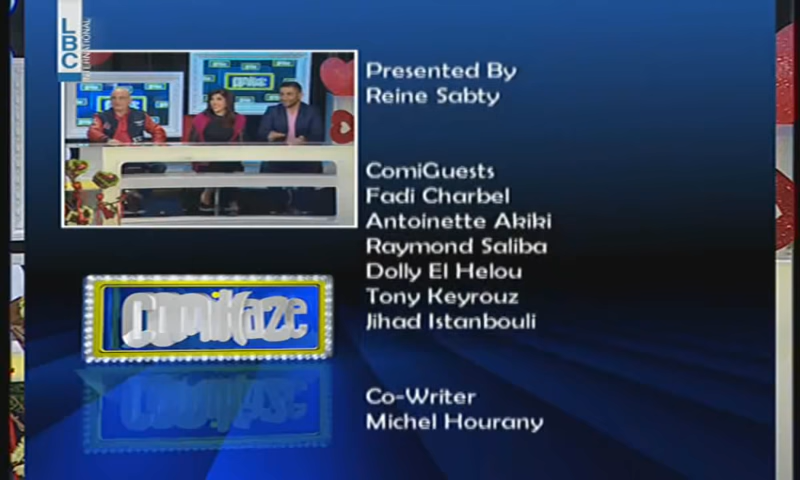 LBC
INTERNATIONAL
Presented By
Reine Sabty
ComiGuests
Fadi Charbel
Antoinette Akiki
Raymond Saliba
Dolly El Helou
Tony Keyrouz
Jihad Istanbouli
Comikaze
Co-Writer
Michel Hourany